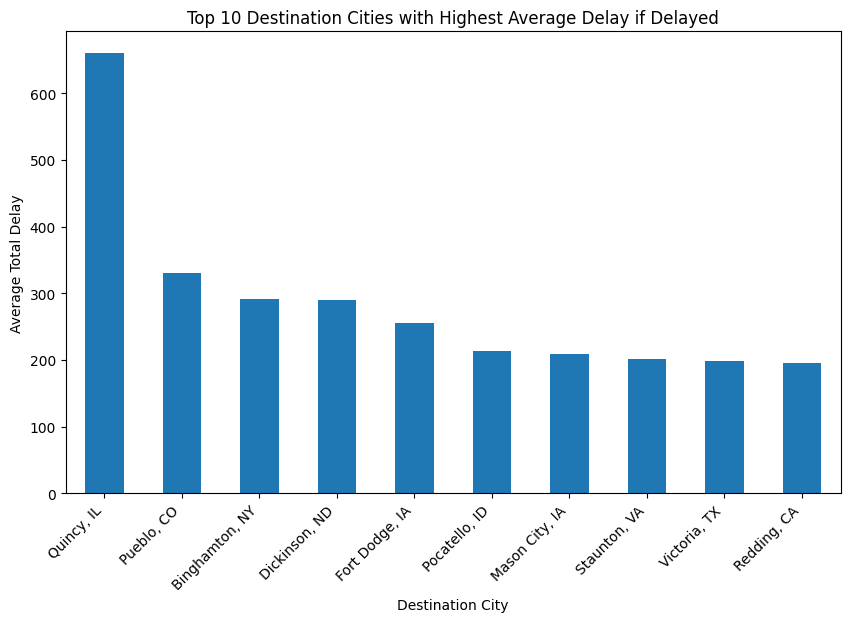 Top 10 Destination Cities with Highest Average Delay if Delayed
Average Total Delay
600
500
400
300
200
100
0
Quincy, IL
Pueblo, CO
Binghamton, NY
Dickinson, ND
Fort Dodge, IA
Pocatello, ID
Mason City, IA
Staunton, VA
Victoria, TX
Redding, CA
Destination City